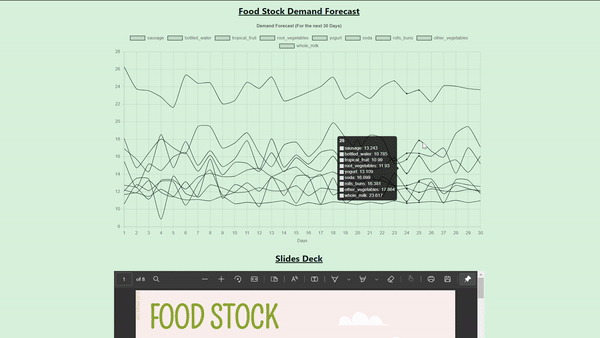 Food Stock Demand Forecast
Demand Forecast (For the next 30 Days)
sausage bottled_water tropical_fruit root_vegetables yogurt soda rolls_buns other_vegetables
whole_milk
28
26
24
22
20
18
16
14
12
10
8
1 2 3 4 5 6 7 8 9 10 11 12 13 14 15 16 17 18 19 20 21 22 23 24 25 26 27 28 29 30
Days
25
sausage: 13.243
bottled_water: 10.765
tropical_fruit: 10.99
root_vegetables: 11.93
yogurt: 13.109
soda: 16.099
rolls_buns: 16.381
other_vegetables: 17.864
whole_milk: 23.617
Slides Deck
1 of 8
FOOD STOCK